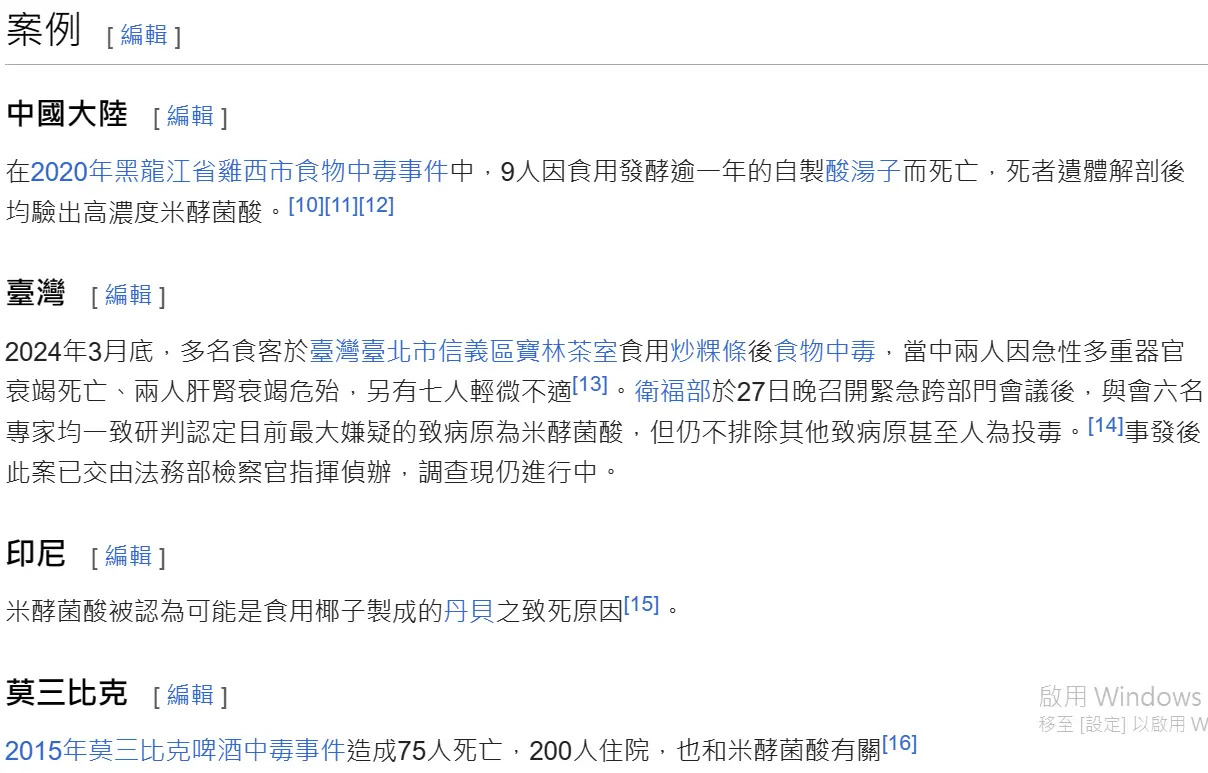 案例 [ 編輯 ]
中國大陸 [ 編輯 ]
在2020年黑龍江省雞西市食物中毒事件中，9人因食用發酵逾一年的自製酸湯子而死亡，死者遺體解剖後
均驗出高濃度米酵菌酸。[10][11][12]
臺灣 [ 編輯 ]
2024年3月底，多名食客於臺灣臺北市信義區寶林茶室食用炒粿條後食物中毒，當中兩人因急性多重器官
衰竭死亡、兩人肝腎衰竭危殆，另有七人輕微不適[13]。衛福部於27日晚召開緊急跨部門會議後，與會六名
專家均一致研判認定目前最大嫌疑的致病原為米酵菌酸，但仍不排除其他致病原甚至人為投毒。[14]事發後
此案已交由法務部檢察官指揮偵辦，調查現仍進行中。
印尼 [ 編輯 ]
米酵菌酸被認為可能是食用椰子製成的丹貝之致死原因[15]。
莫三比克 [ 編輯 ]
2015年莫三比克啤酒中毒事件造成75人死亡，200人住院，也和米酵菌酸有關[16]
啟用 Windows
移至 [設定] 以啟用 W